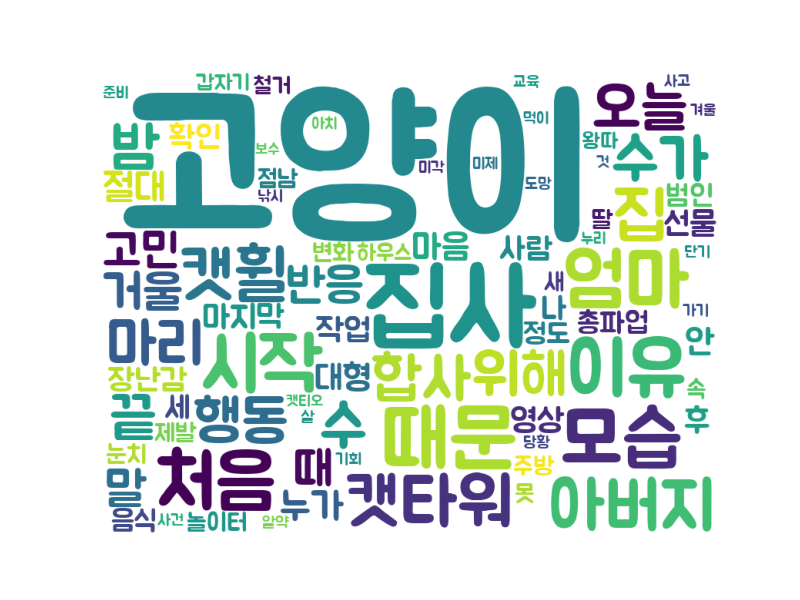 준비
갑자기
철거
교육
사고
고양이
오늘
겨울
밤
확인
아치
먹이
보수
왕따
수가
절대
점남
미각
미제
것
낚시
도망
집
범인
딸
선물
고민
변화
하우스
마음
사람
누리
단기
거울
캣휠
반응
집사
새
엄마
마지막
나
가기
마리
작업
정도
총파업
안
시작
장난감
대형
합사
위해
이유
속
끝
세
행동
캣티오
살
수
때문
영상
모습
후
제발
당황
눈치
처음
때
기회
주방
말
누가
캣타워
못
아버지
음식
사건
놀이터
알약